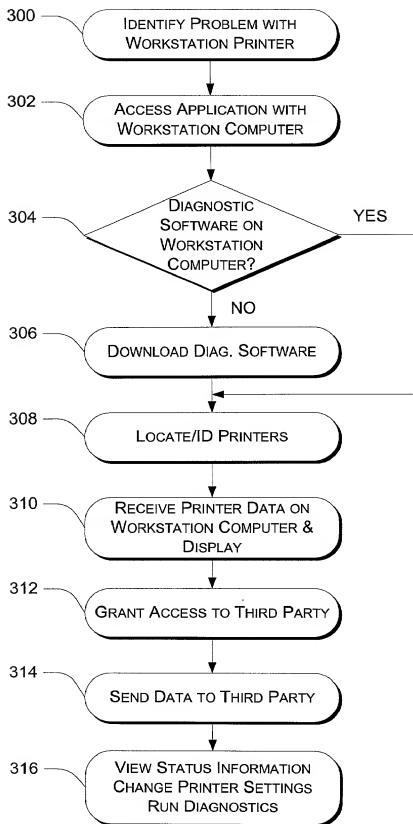 300
IDENTIFY PROBLEM WITH
WORKSTATION PRINTER
302
ACCESS APPLICATION WITH
WORKSTATION COMPUTER
304
DIAGNOSTIC
SOFTWARE ON
WORKSTATION
COMPUTER?
YES
NO
306
DOWNLOAD DIAG. SOFTWARE
308
LOCATE/ID PRINTERS
310
RECEIVE PRINTER DATA ON
WORKSTATION COMPUTER &
DISPLAY
312
GRANT ACCESS TO THIRD PARTY
314
SEND DATA TO THIRD PARTY
316
VIEW STATUS INFORMATION
CHANGE PRINTER SETTINGS
RUN DIAGNOSTICS